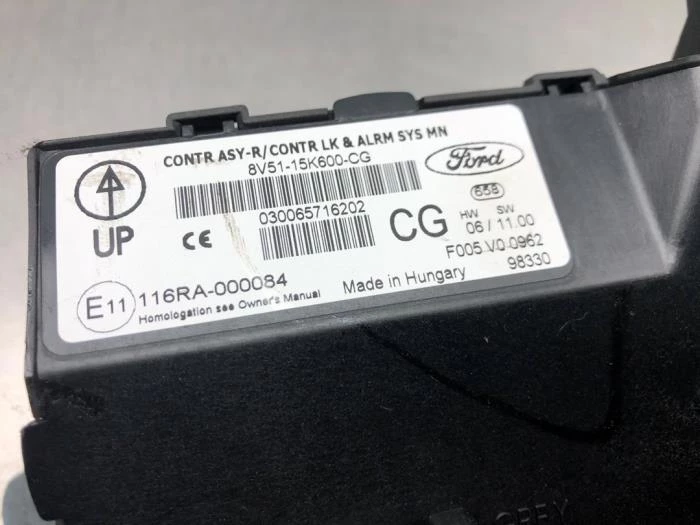 CONTR ASY-R/CONTR LK & ALRM SYS MN
8V51-15K600-CG
Ford
UP
CE
030065716202
CG
658
HW SW
06 / 11.00
F005.V0.0962
98330
E11
116RA-000084
Made in Hungary
Homologation see Owner's Manual